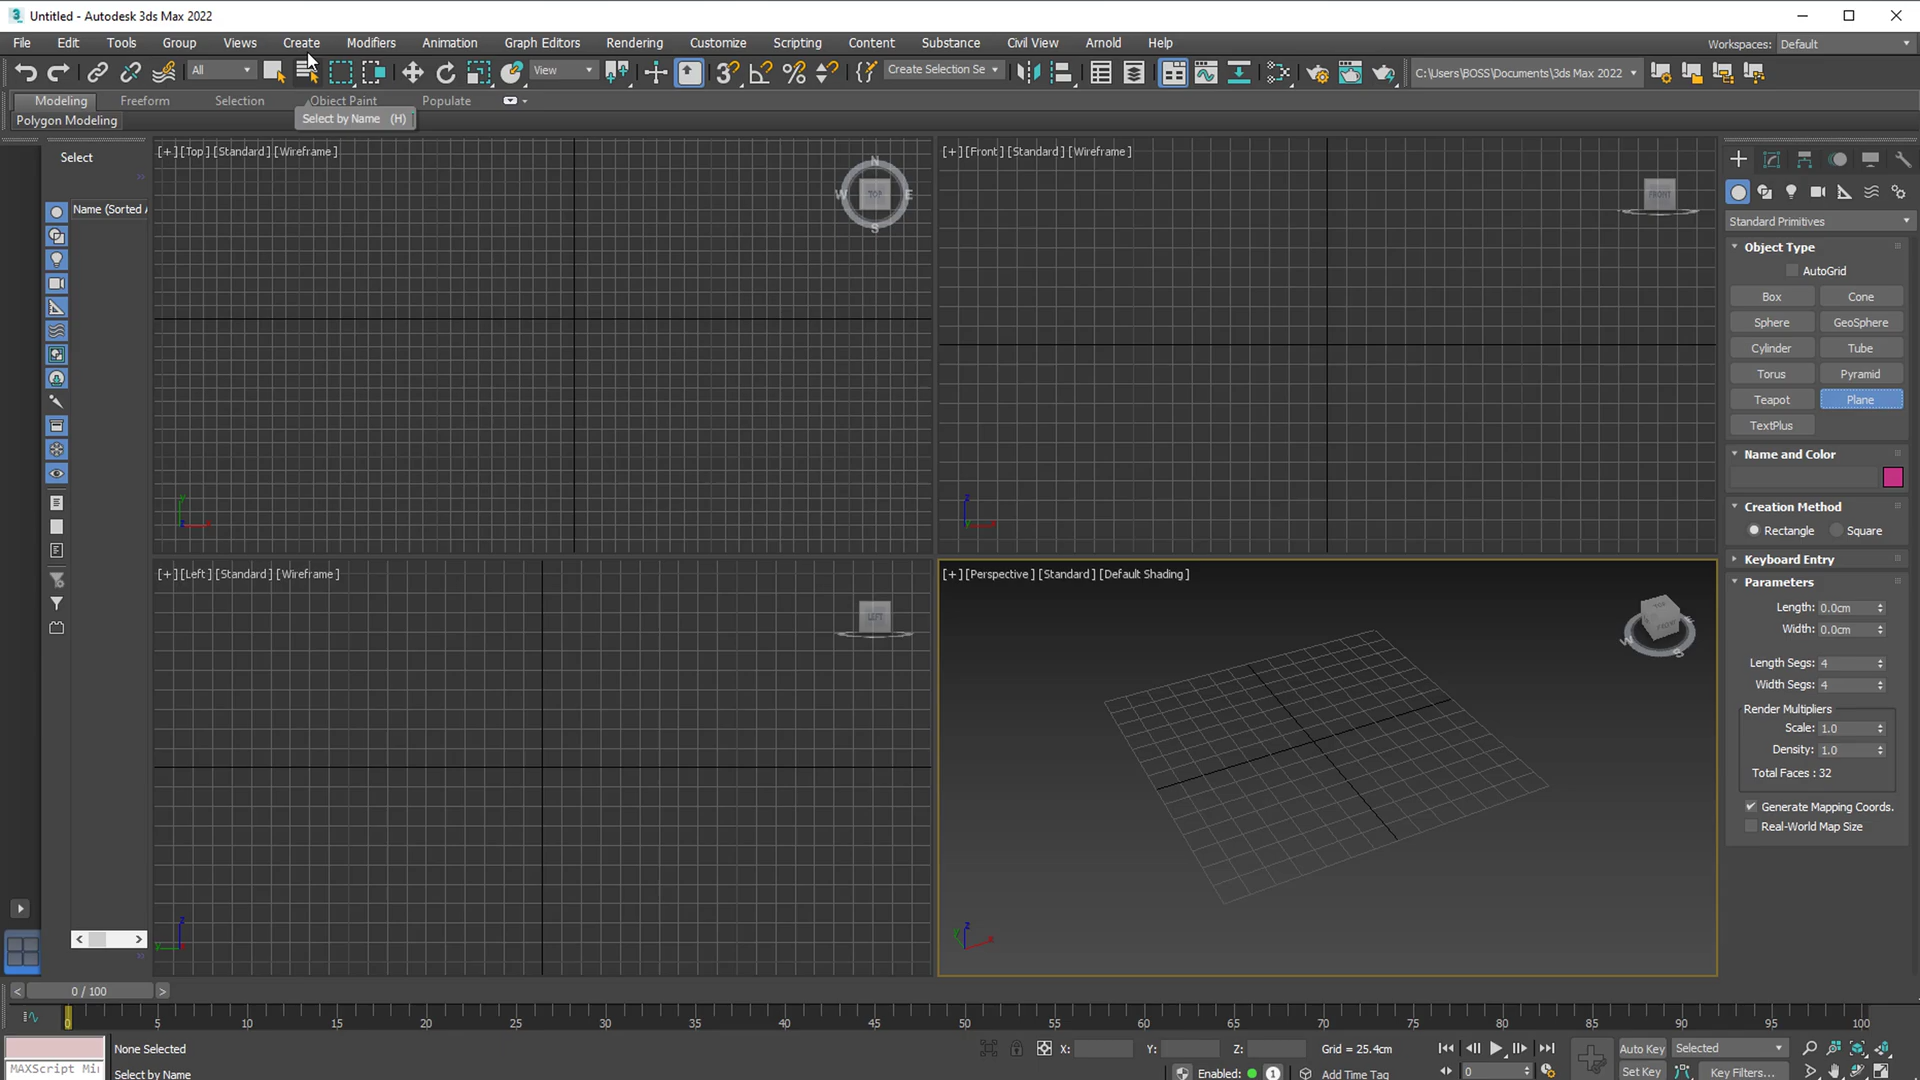 Untitled - Autodesk 3ds Max 2022
File Edit Tools Group Views Create Modifiers Animation Graph Editors Rendering Customize Scripting Content Substance Civil View Arnold Help Workspaces: Default
All View Create Selection Se C:\Users\BOSS\Documents\3ds Max 2022
Modeling Freeform Selection Object Paint Populate
Polygon Modeling
Select by Name (H)
Select
Name (Sorted A
[+] [Top] [Standard] [Wireframe]
N
W TOP E
S
[+] [Front] [Standard] [Wireframe]
FRONT
y
z
[+] [Left] [Standard] [Wireframe]
LEFT
z
y
[+] [Perspective] [Standard] [Default Shading]
TOP
FRONT
W
S
z
x
Standard Primitives
Object Type
AutoGrid
Box Cone
Sphere GeoSphere
Cylinder Tube
Torus Pyramid
Teapot Plane
TextPlus
Name and Color
Creation Method
Rectangle Square
Keyboard Entry
Parameters
Length: 0.0cm
Width: 0.0cm
Length Segs: 4
Width Segs: 4
Render Multipliers
Scale: 1.0
Density: 1.0
Total Faces : 32
Generate Mapping Coords.
Real-World Map Size
< 0 / 100 >
0 5 10 15 20 25 30 35 40 45 50 55 60 65 70 75 80 85 90 95 100
None Selected X: Y: Z: Grid = 25.4cm Auto Key Selected
MAXScript Mi Select by Name Enabled: 1 Add Time Tag 0 Set Key Key Filters...